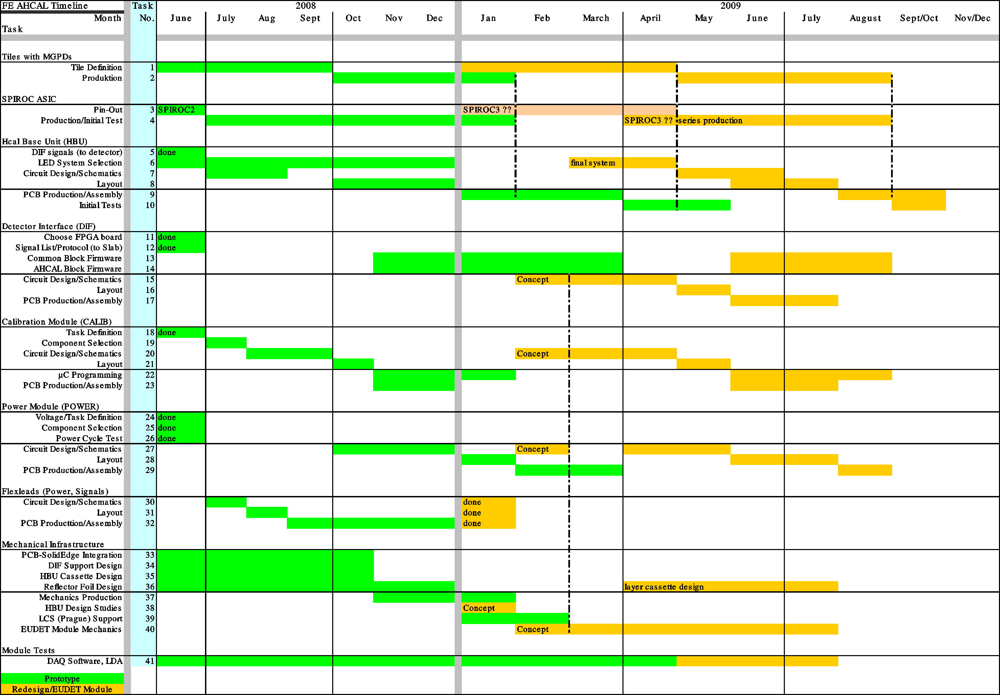 FE AHCAL Timeline Task 2008 2009
Month No. June July Aug Sept Oct Nov Dec Jan Feb March April May June July August Sept/Oct Nov/Dec
Task
Tiles with MGPDs
Tile Definition 1
Produktion 2
SPIROC ASIC
Pin-Out 3 SPIROC2 SPIROC3 ??
Production/Initial Test 4 SPIROC3 ?? series production
Hcal Base Unit (HBU)
DIF signals (to detector) 5 done
LED System Selection 6 final system
Circuit Design/Schematics 7
Layout 8
PCB Production/Assembly 9
Initial Tests 10
Detector Interface (DIF)
Choose FPGA board 11 done
Signal List/Protocol (to Slab) 12 done
Common Block Firmware 13
AHCAL Block Firmware 14
Circuit Design/Schematics 15 Concept
Layout 16
PCB Production/Assembly 17
Calibration Module (CALIB)
Task Definition 18 done
Component Selection 19
Circuit Design/Schematics 20 Concept
Layout 21
µC Programming 22
PCB Production/Assembly 23
Power Module (POWER)
Voltage/Task Definition 24 done
Component Selection 25 done
Power Cycle Test 26 done
Circuit Design/Schematics 27 Concept
Layout 28
PCB Production/Assembly 29
Flexleads (Power, Signals)
Circuit Design/Schematics 30 done
Layout 31 done
PCB Producttion/Assembly 32 done
Mechanical Infrastructure
PCB-SolidEdge Integration 33
DIF Support Design 34
HBU Cassette Design 35
Reflector Foil Design 36 layer cassette design
Mechanics Production 37
HBU Design Studies 38 Concept
LCS (Prague) Support 39
EUDET Module Mechanics 40 Concept
Module Tests
DAQ Software, LDA 41
Prototype
Redesign/EUDET Module